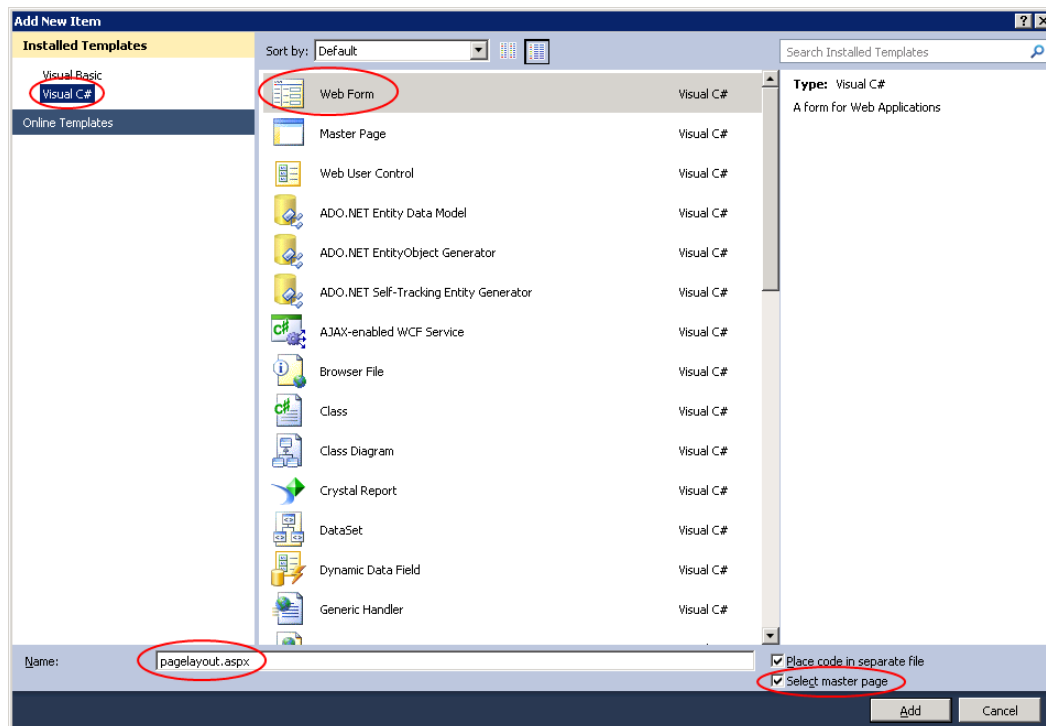 Add New Item
Installed Templates
Visual Basic
Visual C#
Online Templates
Sort by: Default
Web Form Visual C#
Master Page Visual C#
Web User Control Visual C#
ADO.NET Entity Data Model Visual C#
ADO.NET EntityObject Generator Visual C#
ADO.NET Self-Tracking Entity Generator Visual C#
AJAX-enabled WCF Service Visual C#
Browser File Visual C#
Class Visual C#
Class Diagram Visual C#
Crystal Report Visual C#
DataSet Visual C#
Dynamic Data Field Visual C#
Generic Handler Visual C#
Search Installed Templates
Type: Visual C#
A form for Web Applications
Name: pagelayout.aspx
Place code in separate file
Select master page
Add Cancel